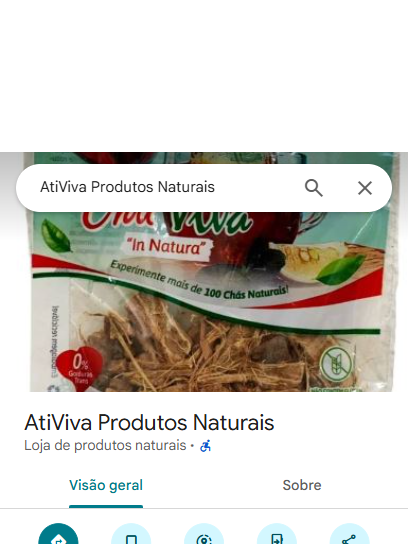 AtiViva Produtos Naturais
Chá Viva
"In Natura"
Experimente mais de 100 Chás Naturais!
0%
Gorduras
Trans
AtiViva Produtos Naturais
Loja de produtos naturais ·
Visão geral
Sobre